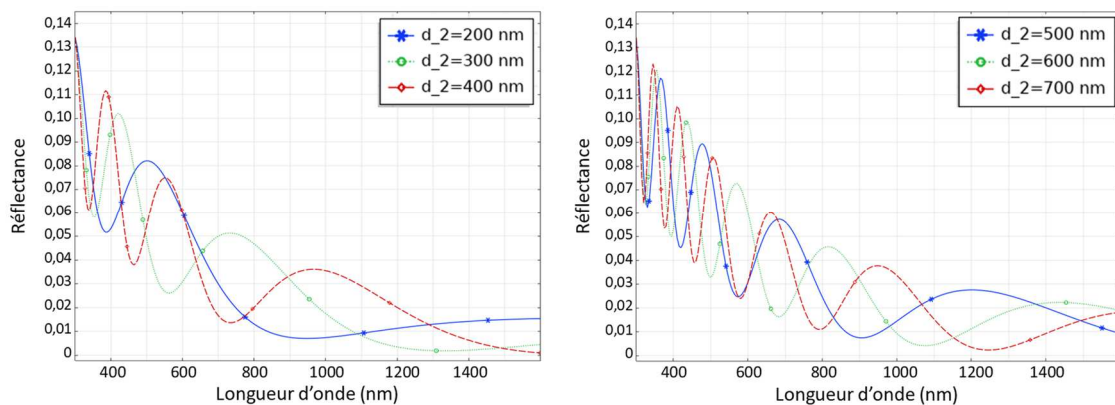 0,14
0,13
0,12
0,11
0,10
0,09
0,08
0,07
0,06
0,05
0,04
0,03
0,02
0,01
0
Réflectance
d_2=200 nm
d_2=300 nm
d_2=400 nm
400 600 800 1000 1200 1400
Longueur d’onde (nm)
0,14
0,13
0,12
0,11
0,10
0,09
0,08
0,07
0,06
0,05
0,04
0,03
0,02
0,01
0
Réflectance
d_2=500 nm
d_2=600 nm
d_2=700 nm
400 600 800 1000 1200 1400
Longueur d’onde (nm)